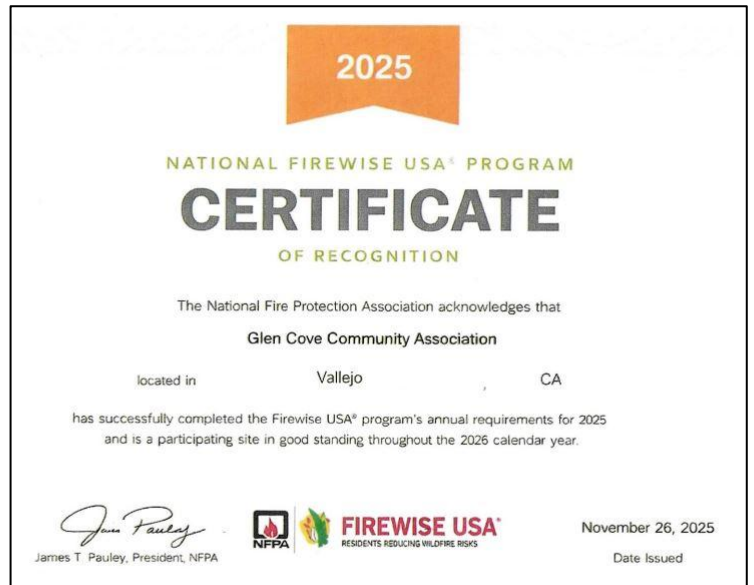 2025
NATIONAL FIREWISE USA® PROGRAM
CERTIFICATE
OF RECOGNITION
The National Fire Protection Association acknowledges that
Glen Cove Community Association
located in Vallejo , CA
has successfully completed the Firewise USA® program's annual requirements for 2025
and is a participating site in good standing throughout the 2026 calendar year.
James Pauley
James T. Pauley, President, NFPA
NFPA
FIREWISE USA®
RESIDENTS REDUCING WILDFIRE RISKS
November 26, 2025
Date Issued